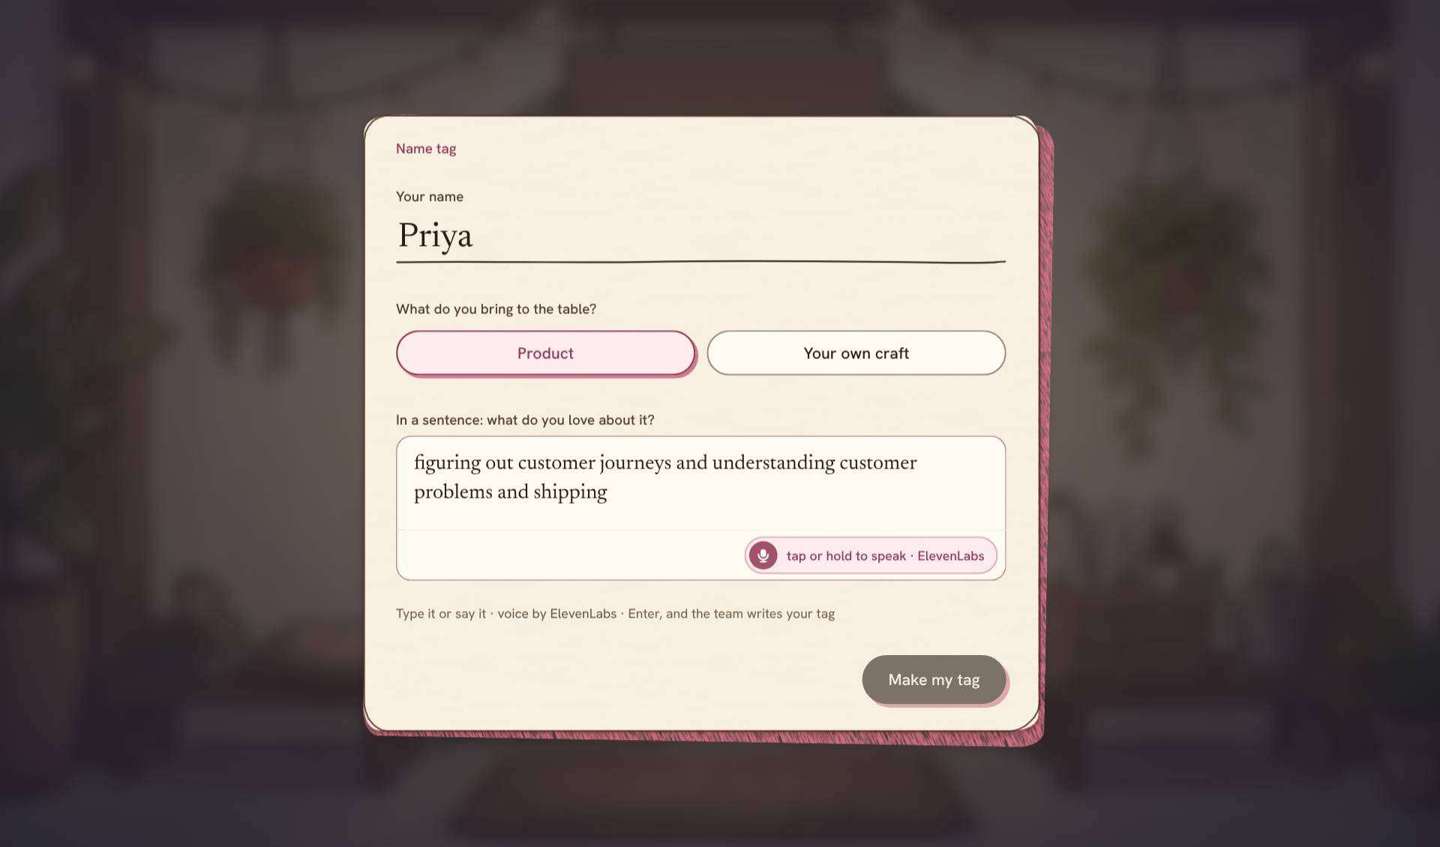 Name tag
Your name
Priya
What do you bring to the table?
Product
Your own craft
In a sentence: what do you love about it?
figuring out customer journeys and understanding customer
problems and shipping
tap or hold to speak · ElevenLabs
Type it or say it · voice by ElevenLabs · Enter, and the team writes your tag
Make my tag